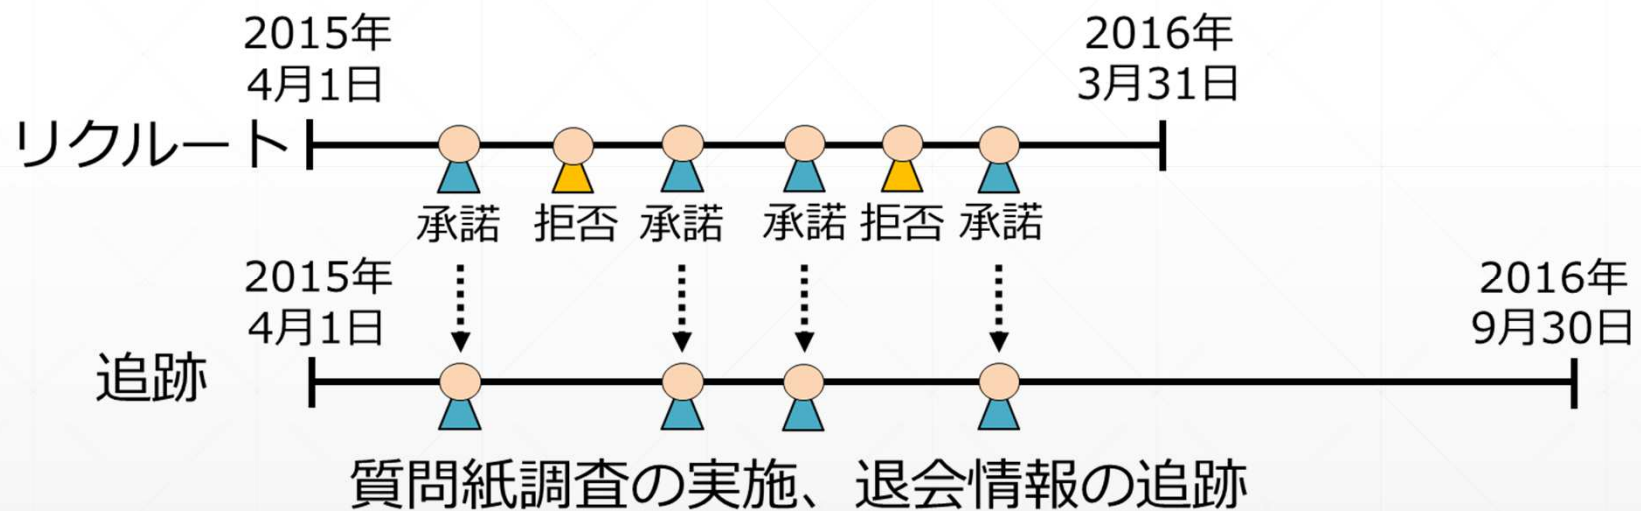 2015年
4月1日
2016年
3月31日
リクルート
承諾 拒否 承諾 承諾 拒否 承諾
2015年
4月1日
2016年
9月30日
追跡
質問紙調査の実施、退会情報の追跡